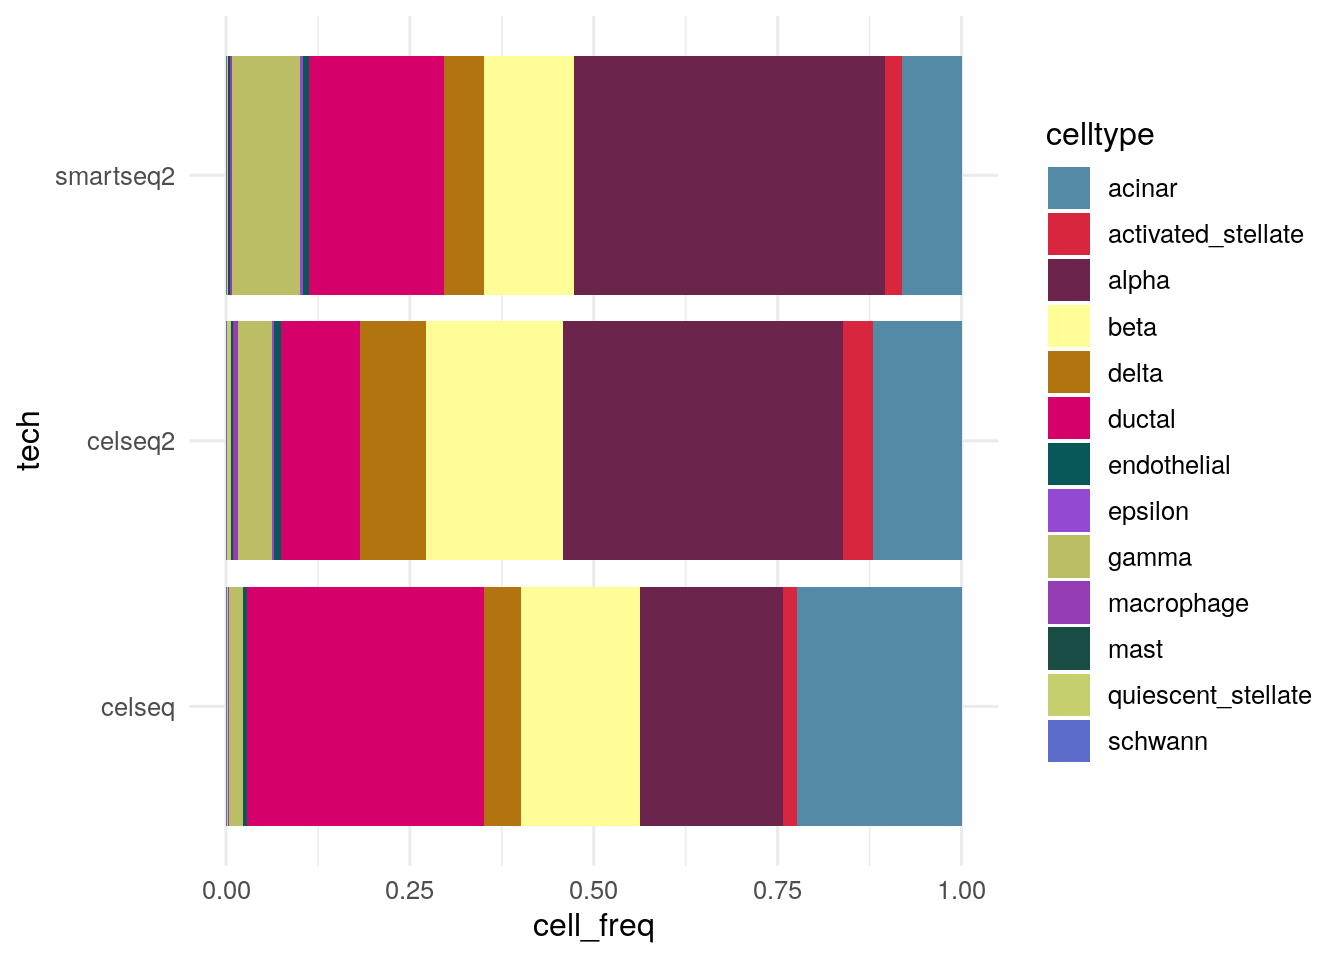 smartseq2
celseq2
celseq
tech
0.00 0.25 0.50 0.75 1.00
cell_freq
celltype
acinar
activated_stellate
alpha
beta
delta
ductal
endothelial
epsilon
gamma
macrophage
mast
quiescent_stellate
schwann